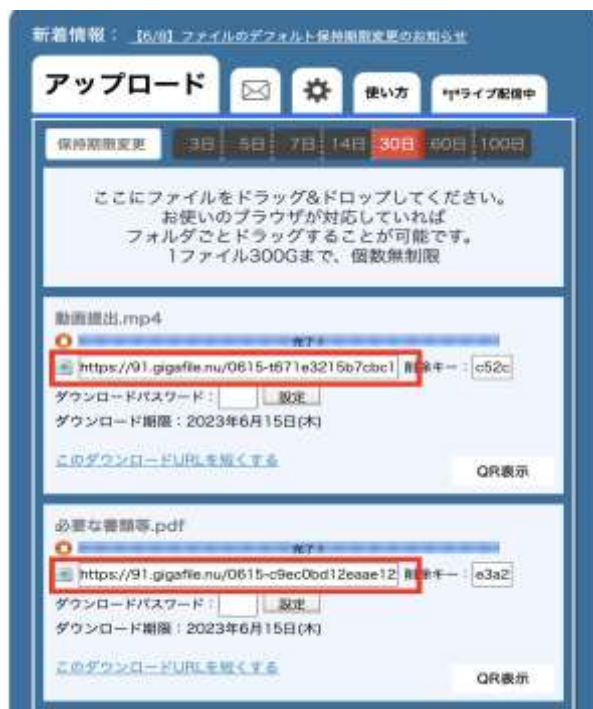 新着情報： 【6/8】ファイルのデフォルト保持期限変更のお知らせ
アップロード 使い方 ライブ配信中
保持期限変更 3日 5日 7日 14日 30日 60日 100日
ここにファイルをドラッグ&ドロップしてください。
お使いのブラウザが対応していれば
フォルダごとドラッグすることが可能です。
1ファイル300Gまで、個数無制限
動画提出.mp4
完了!
https://91.gigafile.nu/0615-t671e3215b7cbc1 削除キー：c52c
ダウンロードパスワード： 設定
ダウンロード期限：2023年6月15日(木)
このダウンロードURLを短くする
QR表示
必要な書類等.pdf
完了!
https://91.gigafile.nu/0615-c9ec0bd12eaae12 削除キー：e3a2
ダウンロードパスワード： 設定
ダウンロード期限：2023年6月15日(木)
このダウンロードURLを短くする
QR表示